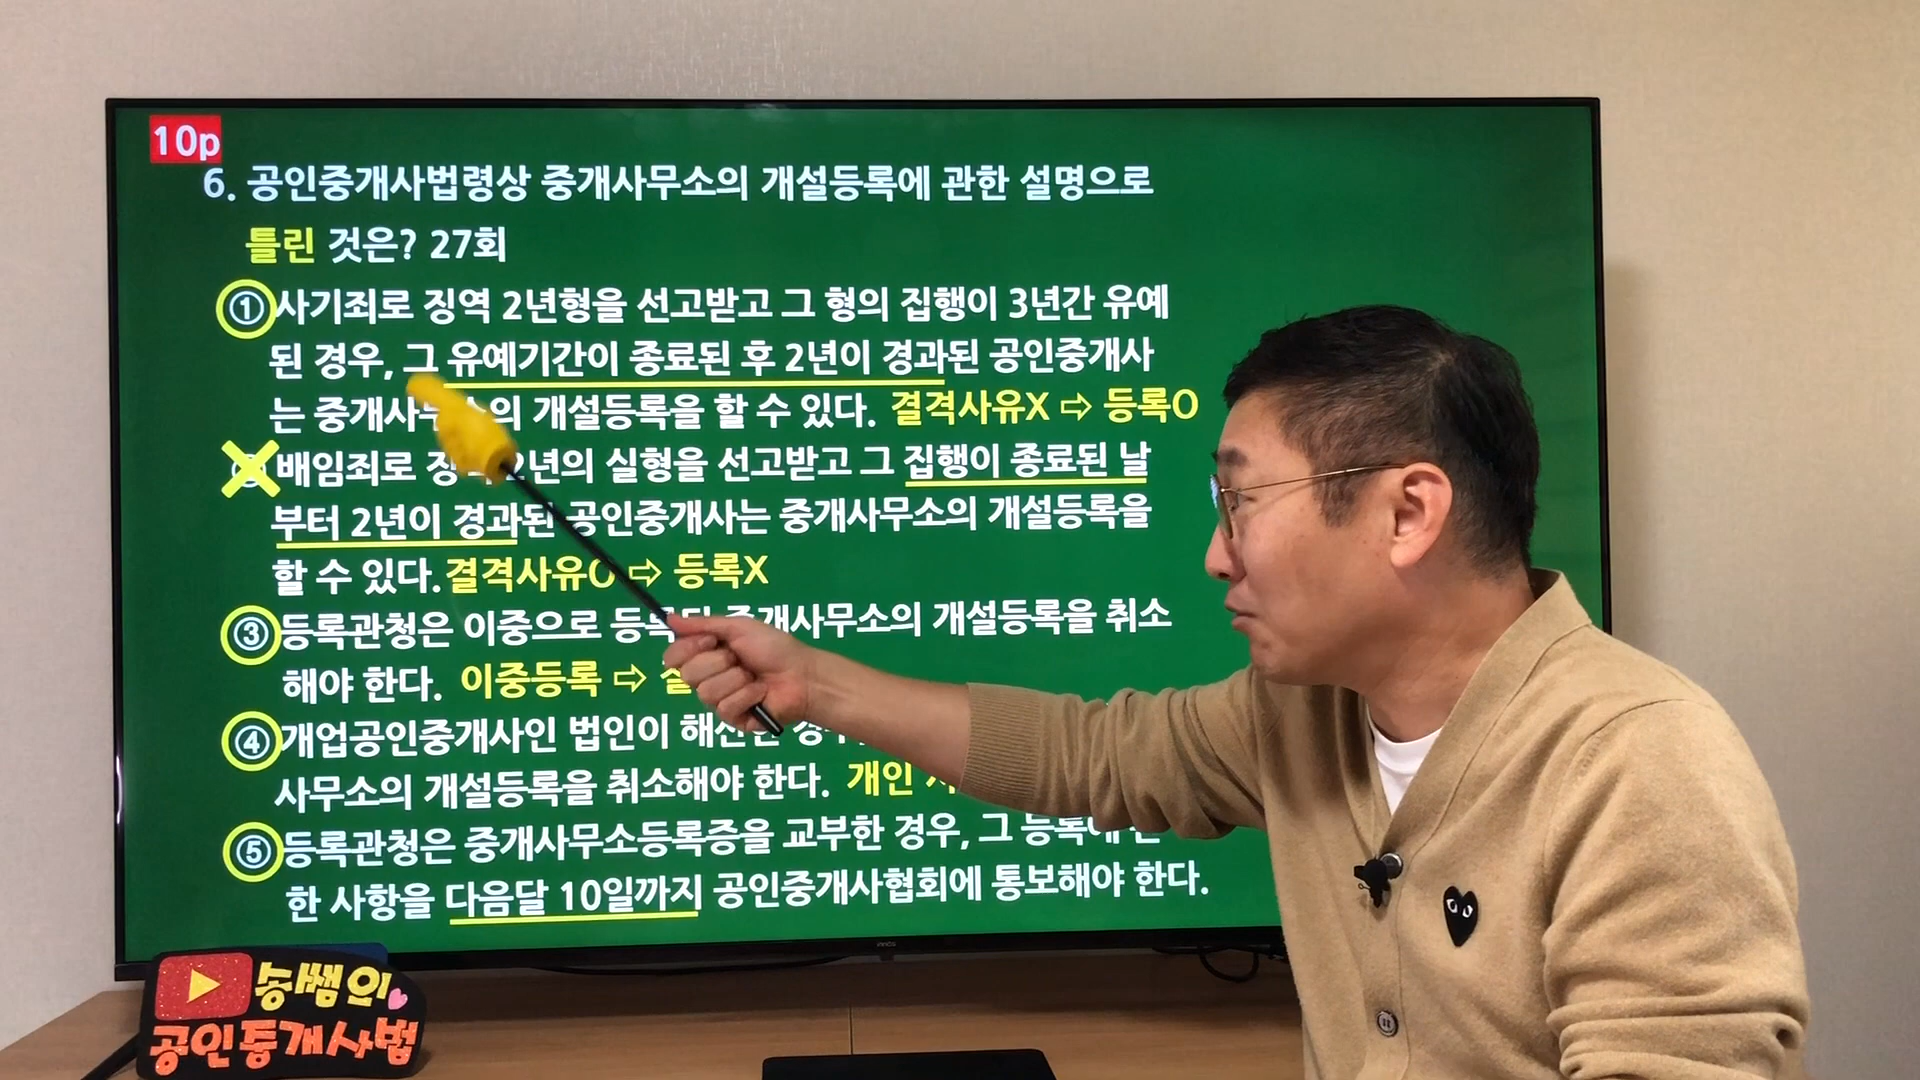 10p
6. 공인중개사법령상 중개사무소의 개설등록에 관한 설명으로
틀린 것은? 27회
① 사기죄로 징역 2년형을 선고받고 그 형의 집행이 3년간 유예
된 경우, 그 유예기간이 종료된 후 2년이 경과된 공인중개사
는 중개사무소의 개설등록을 할 수 있다. 결격사유X ⇨ 등록O
배임죄로 징역 2년의 실형을 선고받고 그 집행이 종료된 날
부터 2년이 경과된 공인중개사는 중개사무소의 개설등록을
할 수 있다. 결격사유O ⇨ 등록X
③ 등록관청은 이중으로 등록된 중개사무소의 개설등록을 취소
해야 한다. 이중등록 ⇨
④ 개업공인중개사인 법인이 해산한
사무소의 개설등록을 취소해야 한다. 개인
⑤ 등록관청은 중개사무소등록증을 교부한 경우, 그 등록에
한 사항을 다음달 10일까지 공인중개사협회에 통보해야 한다.
innos
송쌤의
공인중개사법